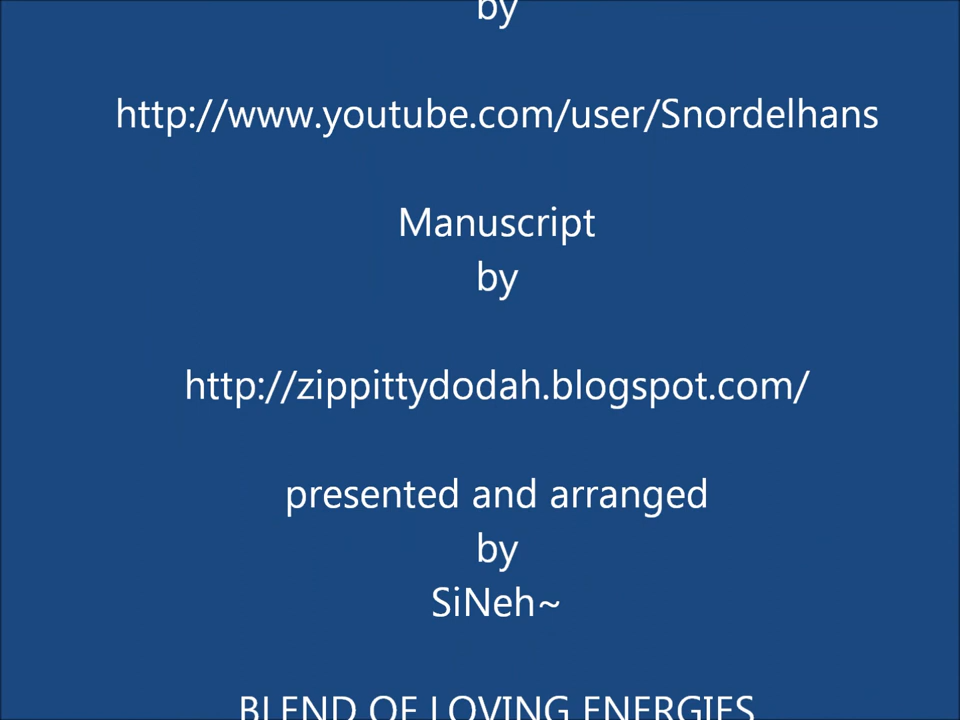 by
http://www.youtube.com/user/Snordelhans
Manuscript
by
http://zippittydodah.blogspot.com/
presented and arranged
by
SiNeh~
BLEND OF LOVING ENERGIES